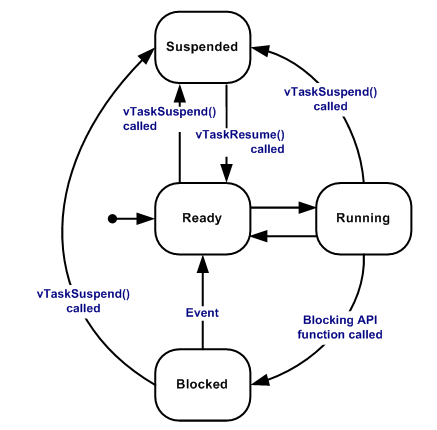 Suspended
vTaskSuspend()
called
vTaskSuspend()
called
vTaskResume()
called
Ready
Running
vTaskSuspend()
called
Event
Blocking API
function called
Blocked